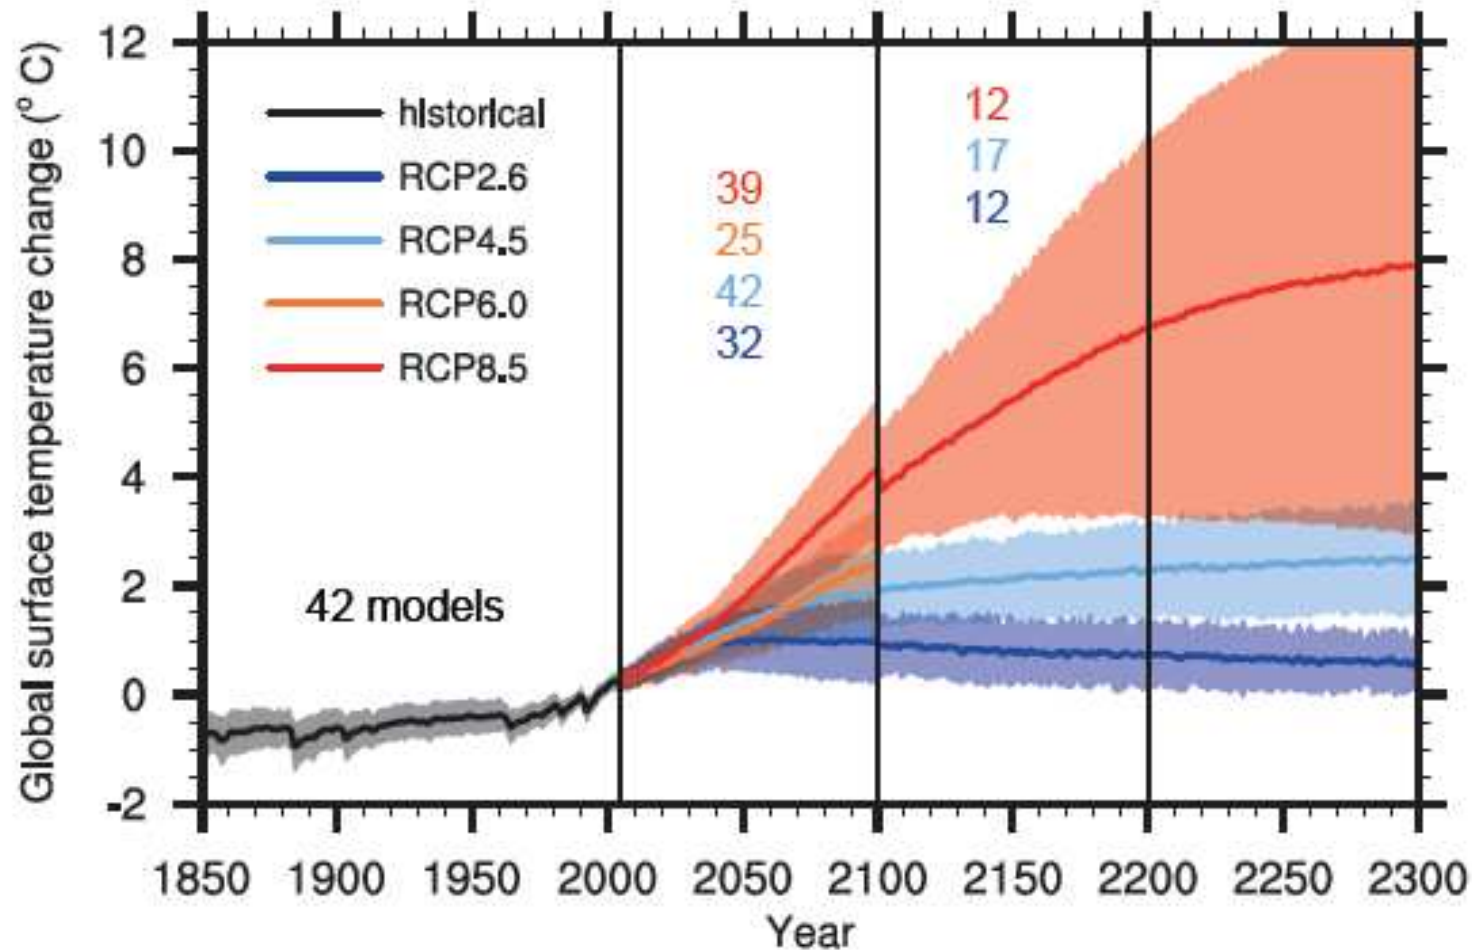 Global surface temperature change (° C)
12
10
8
6
4
2
0
-2
historical
RCP2.6
RCP4.5
RCP6.0
RCP8.5
42 models
39
25
42
32
12
17
12
1850 1900 1950 2000 2050 2100 2150 2200 2250 2300
Year